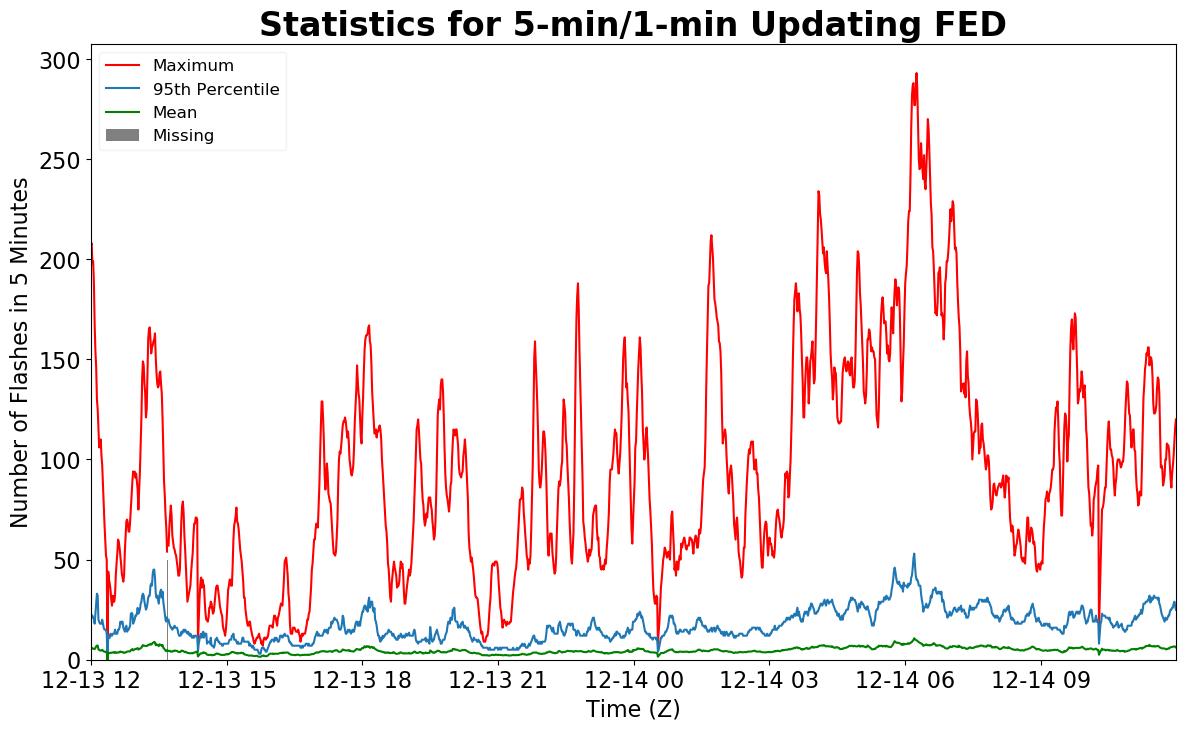 Statistics for 5-min/1-min Updating FED
300
250
200
150
100
50
0
Number of Flashes in 5 Minutes
Maximum
95th Percentile
Mean
Missing
12-13 12
12-13 15
12-13 18
12-13 21
12-14 00
12-14 03
12-14 06
12-14 09
Time (Z)